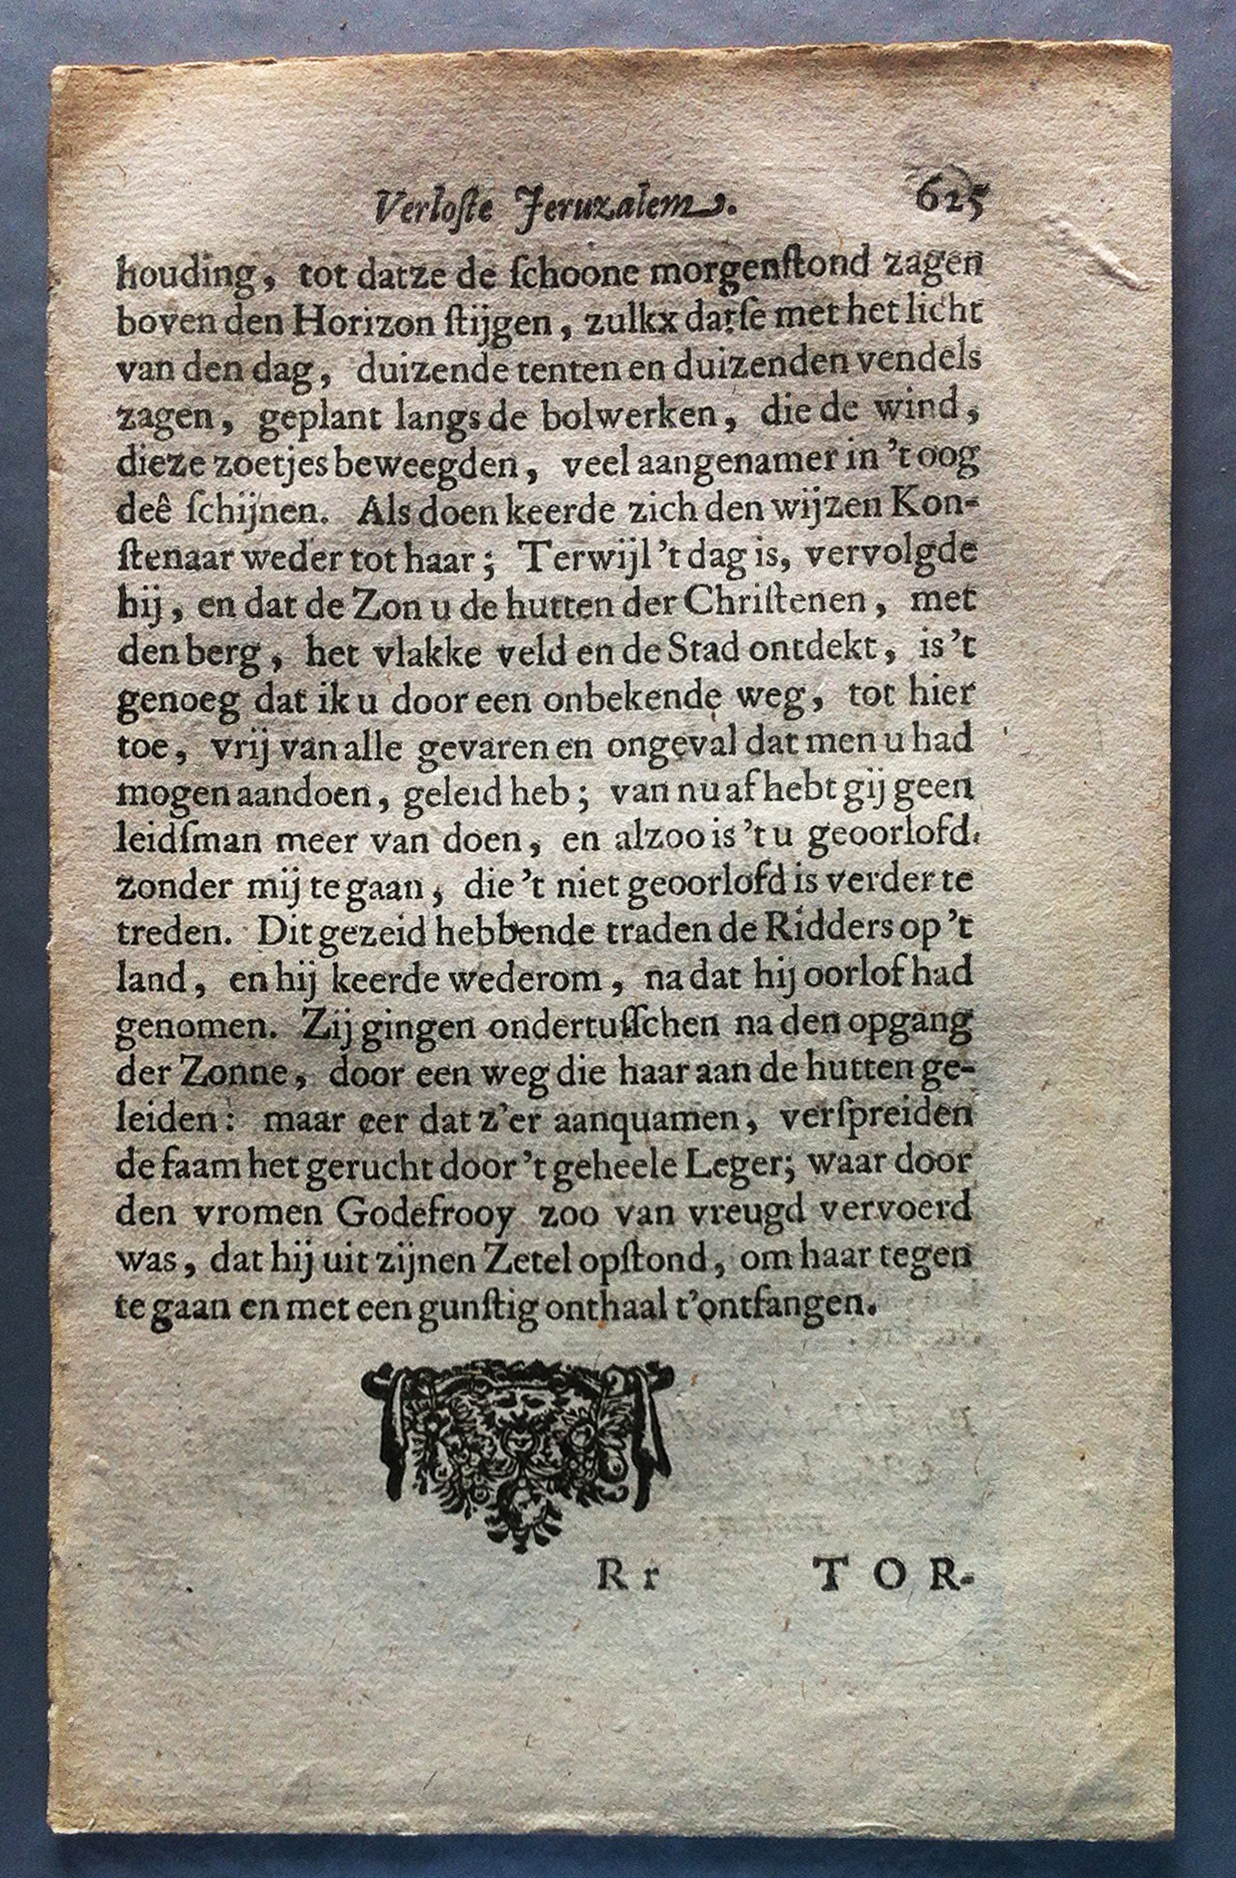 Verloſte Jeruzalem. 625
houding, tot datze de ſchoone morgenſtond zagen
boven den Horizon ſtijgen, zulkx datſe met het licht
van den dag, duizende tenten en duizenden vendels
zagen, geplant langs de bolwerken, die de wind,
dieze zoetjes beweegden, veel aangenamer in 't oog
deê ſchijnen. Als doen keerde zich den wijzen Kon-
ſtenaar weder tot haar; Terwijl 't dag is, vervolgde
hij, en dat de Zon u de hutten der Chriſtenen, met
den berg, het vlakke veld en de Stad ontdekt, is 't
genoeg dat ik u door een onbekende weg, tot hier
toe, vrij van alle gevaren en ongeval dat men u had
mogen aandoen, geleid heb; van nu af hebt gij geen
leidſman meer van doen, en alzoo is 't u geoorlofd,
zonder mij te gaan, die 't niet geoorlofd is verder te
treden. Dit gezeid hebbende traden de Ridders op 't
land, en hij keerde wederom, na dat hij oorlof had
genomen. Zij gingen ondertuſſchen na den opgang
der Zonne, door een weg die haar aan de hutten ge-
leiden: maar eer dat z'er aanquamen, verſpreiden
de faam het gerucht door 't geheele Leger; waar door
den vromen Godefrooy zoo van vreugd vervoerd
was, dat hij uit zijnen Zetel opſtond, om haar tegen
te gaan en met een gunſtig onthaal t'ontfangen.
R r TOR-